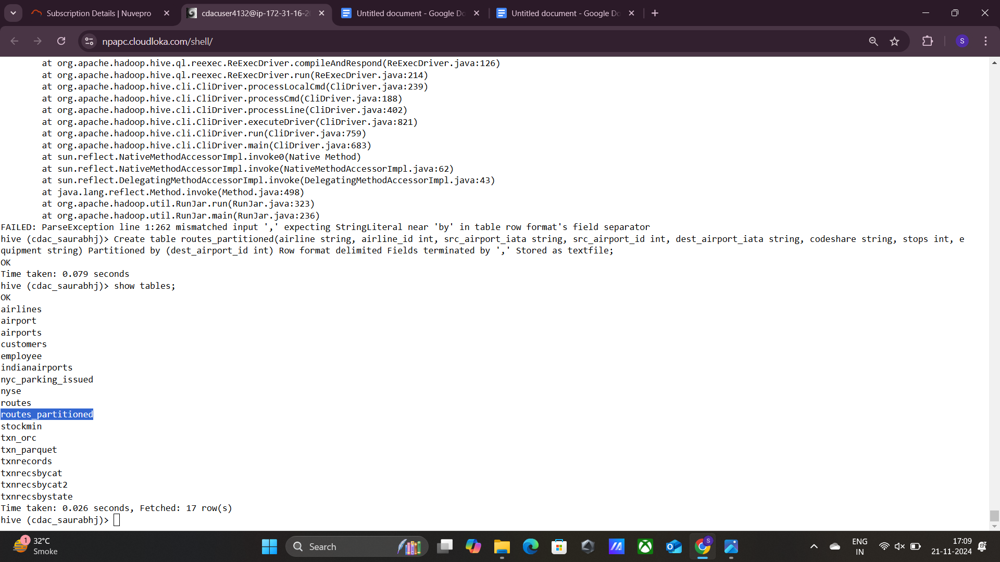 Subscription Details | Nuvepro
cdacuser4132@ip-172-31-16-2
Untitled document - Google Do
Untitled document - Google Do
npapc.cloudloka.com/shell/
S
at org.apache.hadoop.hive.ql.reexec.ReExecDriver.compileAndRespond(ReExecDriver.java:126)
at org.apache.hadoop.hive.ql.reexec.ReExecDriver.run(ReExecDriver.java:214)
at org.apache.hadoop.hive.cli.CliDriver.processLocalCmd(CliDriver.java:239)
at org.apache.hadoop.hive.cli.CliDriver.processCmd(CliDriver.java:188)
at org.apache.hadoop.hive.cli.CliDriver.processLine(CliDriver.java:402)
at org.apache.hadoop.hive.cli.CliDriver.executeDriver(CliDriver.java:821)
at org.apache.hadoop.hive.cli.CliDriver.run(CliDriver.java:759)
at org.apache.hadoop.hive.cli.CliDriver.main(CliDriver.java:683)
at sun.reflect.NativeMethodAccessorImpl.invoke0(Native Method)
at sun.reflect.NativeMethodAccessorImpl.invoke(NativeMethodAccessorImpl.java:62)
at sun.reflect.DelegatingMethodAccessorImpl.invoke(DelegatingMethodAccessorImpl.java:43)
at java.lang.reflect.Method.invoke(Method.java:498)
at org.apache.hadoop.util.RunJar.run(RunJar.java:323)
at org.apache.hadoop.util.RunJar.main(RunJar.java:236)
FAILED: ParseException line 1:262 mismatched input ',' expecting StringLiteral near 'by' in table row format's field separator
hive (cdac_saurabhj)> Create table routes_partitioned(airline string, airline_id int, src_airport_iata string, src_airport_id int, dest_airport_iata string, codeshare string, stops int, e
quipment string) Partitioned by (dest_airport_id int) Row format delimited Fields terminated by ',' Stored as textfile;
OK
Time taken: 0.079 seconds
hive (cdac_saurabhj)> show tables;
OK
airlines
airport
airports
customers
employee
indianairports
nyc_parking_issued
nyse
routes
routes_partitioned
stockmin
txn_orc
txn_parquet
txnrecords
txnrecsbycat
txnrecsbycat2
txnrecsbystate
Time taken: 0.026 seconds, Fetched: 17 row(s)
hive (cdac_saurabhj)>
1
32°C
Smoke
Search
S
ENG
IN
17:09
21-11-2024